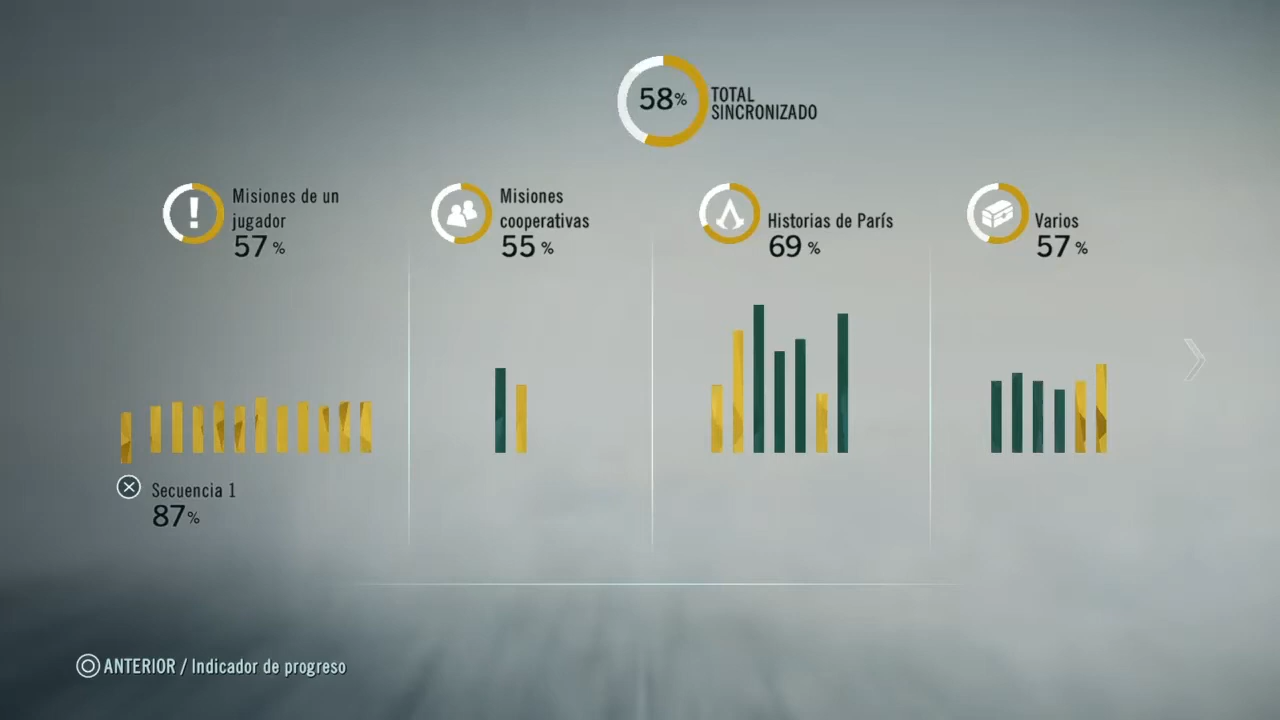 58%
TOTAL
SINCRONIZADO
Misiones de un
jugador
57 %
Misiones
cooperativas
55 %
Historias de París
69 %
Varios
57 %
Secuencia 1
87%
ANTERIOR / Indicador de progreso